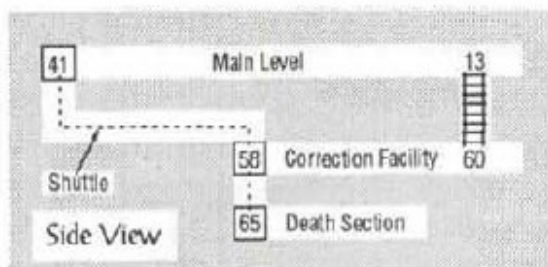 41 Main Level 13
58 Correction Facility 60
Shuttle
65 Death Section
Side View